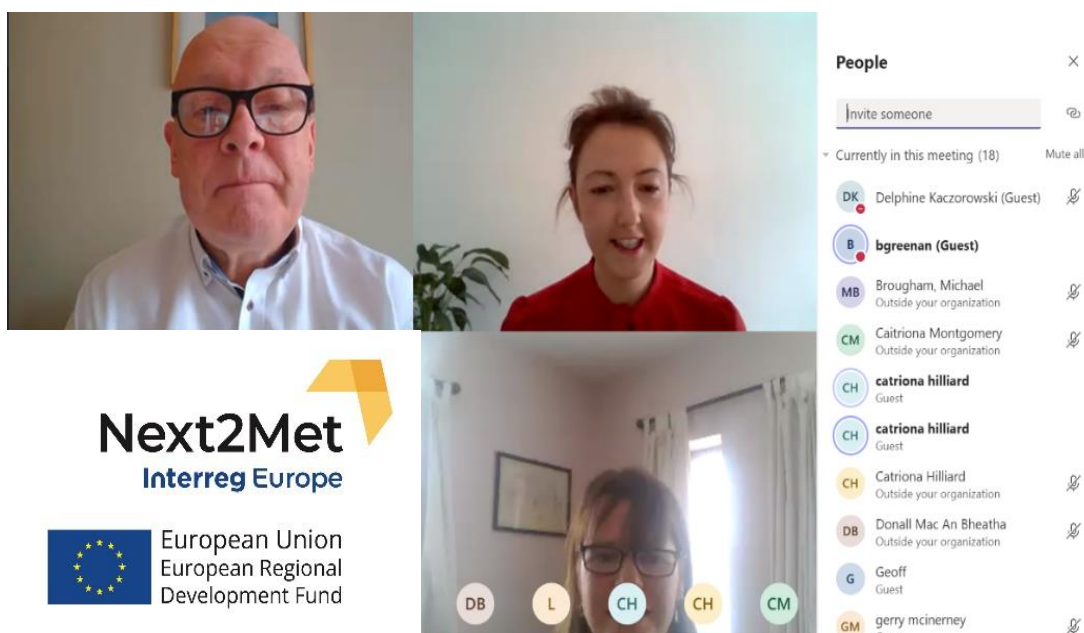 Next2Met
Interreg Europe
European Union
European Regional
Development Fund
DB
L
CH
CH
CM
People
Invite someone
Currently in this meeting (18)
Mute all
DK
Delphine Kaczorowski (Guest)
B
bgreenan (Guest)
MB
Brougham, Michael
Outside your organization
CM
Caitriona Montgomery
Outside your organization
CH
catriona hilliard
Guest
CH
catriona hilliard
Guest
CH
Catriona Hilliard
Outside your organization
DB
Donall Mac An Bheatha
Outside your organization
G
Geoff
Guest
GM
gerry mcinerney